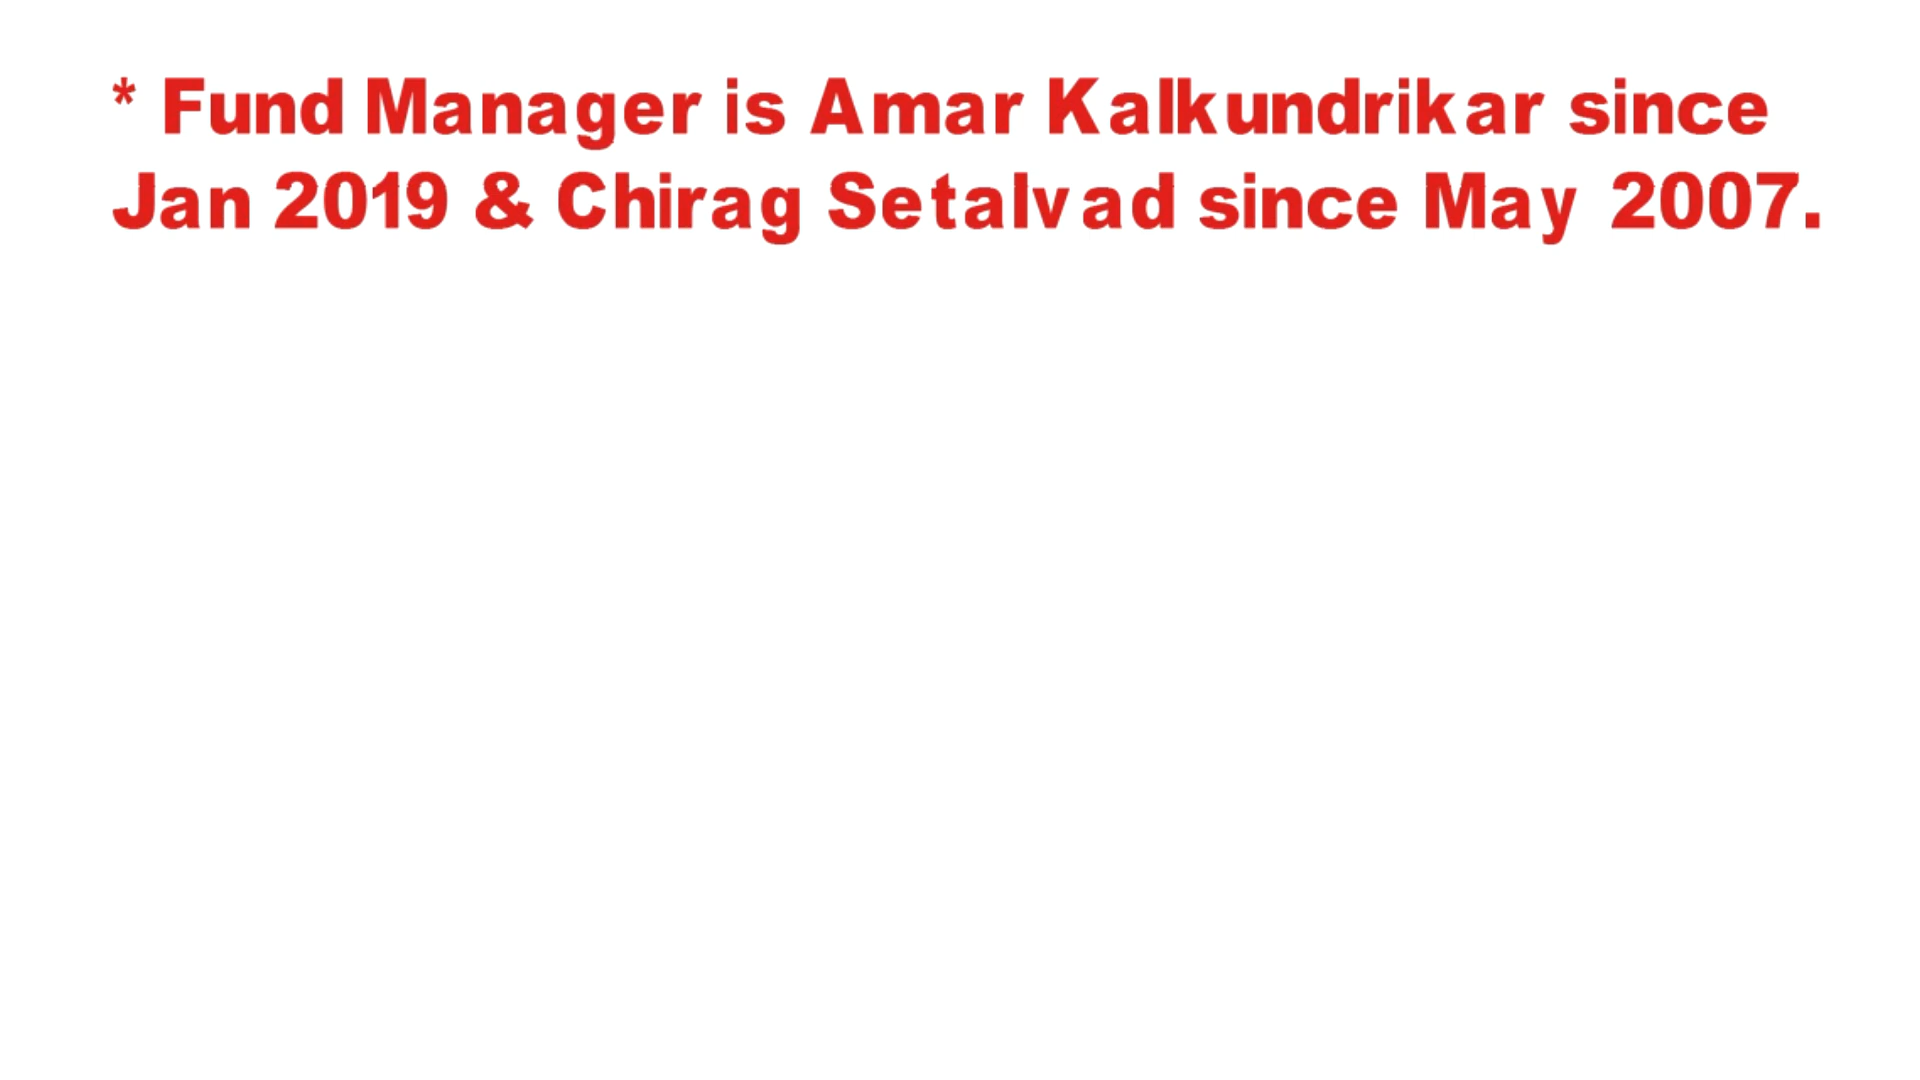 * Fund Manager is Amar Kalkundrikar since
Jan 2019 & Chirag Setalvad since May 2007.